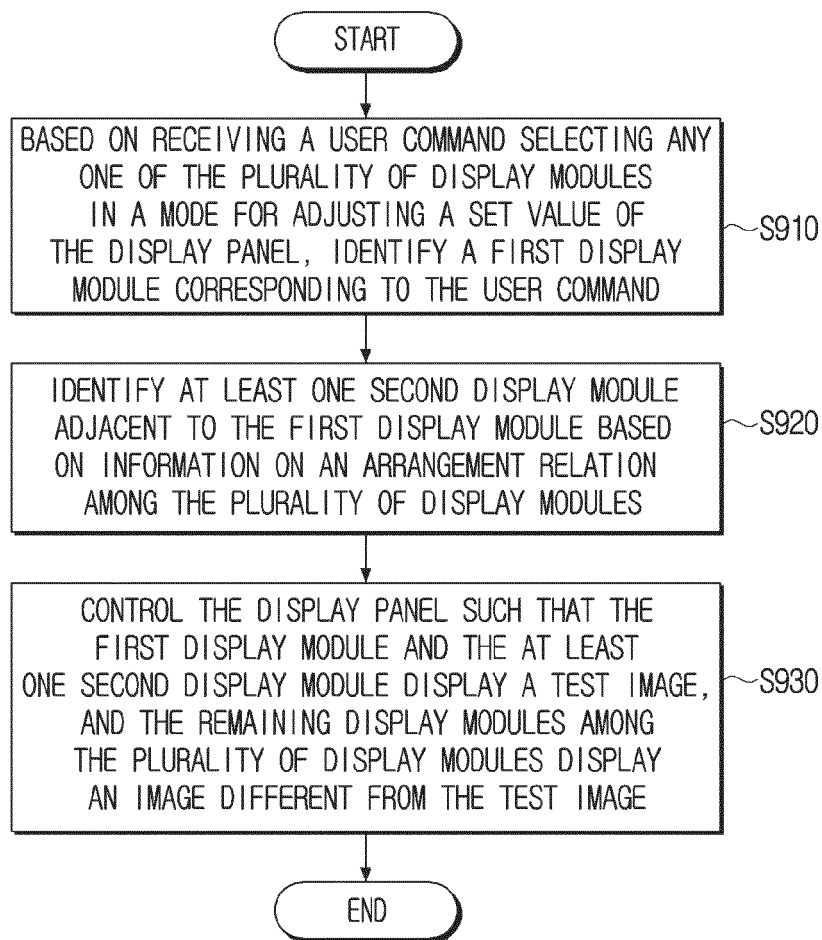 START
BASED ON RECEIVING A USER COMMAND SELECTING ANY
ONE OF THE PLURALITY OF DISPLAY MODULES
IN A MODE FOR ADJUSTING A SET VALUE OF
THE DISPLAY PANEL, IDENTIFY A FIRST DISPLAY
MODULE CORRESPONDING TO THE USER COMMAND
S910
IDENTIFY AT LEAST ONE SECOND DISPLAY MODULE
ADJACENT TO THE FIRST DISPLAY MODULE BASED
ON INFORMATION ON AN ARRANGEMENT RELATION
AMONG THE PLURALITY OF DISPLAY MODULES
S920
CONTROL THE DISPLAY PANEL SUCH THAT THE
FIRST DISPLAY MODULE AND THE AT LEAST
ONE SECOND DISPLAY MODULE DISPLAY A TEST IMAGE,
AND THE REMAINING DISPLAY MODULES AMONG
THE PLURALITY OF DISPLAY MODULES DISPLAY
AN IMAGE DIFFERENT FROM THE TEST IMAGE
S930
END